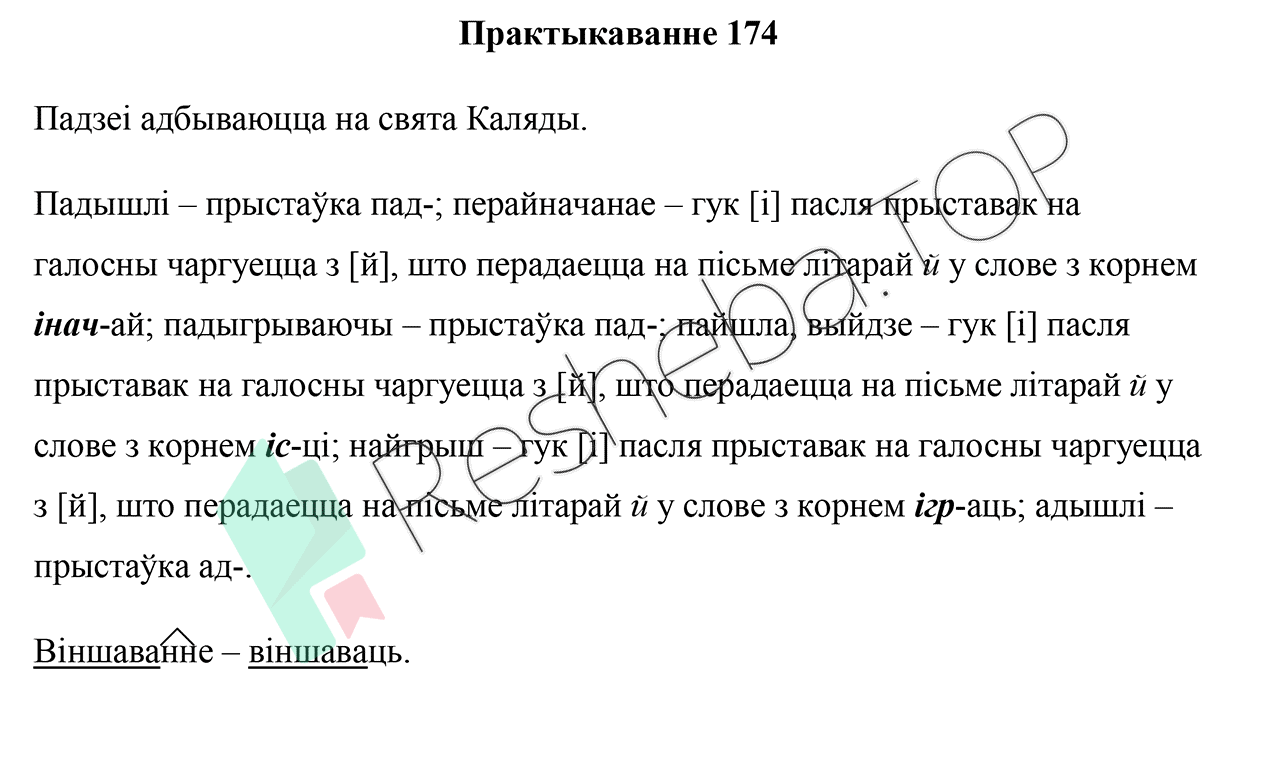 Практыкаванне 174
Падзеі адбываюцца на свята Каляды.
Падышлі – прыстаўка пад-; перайначанае – гук [і] пасля прыставак на
галосны чаргуецца з [й], што перадаецца на пісьме літарай й у слове з корнем
інач-ай; падыгрываючы – прыстаўка пад-; пайшла, выйдзе – гук [і] пасля
прыставак на галосны чаргуецца з [й], што перадаецца на пісьме літарай й у
слове з корнем іс-ці; найгрыш – гук [і] пасля прыставак на галосны чаргуецца
з [й], што перадаецца на пісьме літарай й у слове з корнем ігр-аць; адышлі –
прыстаўка ад-.
Віншаванне – віншаваць.
Resheba.TOP